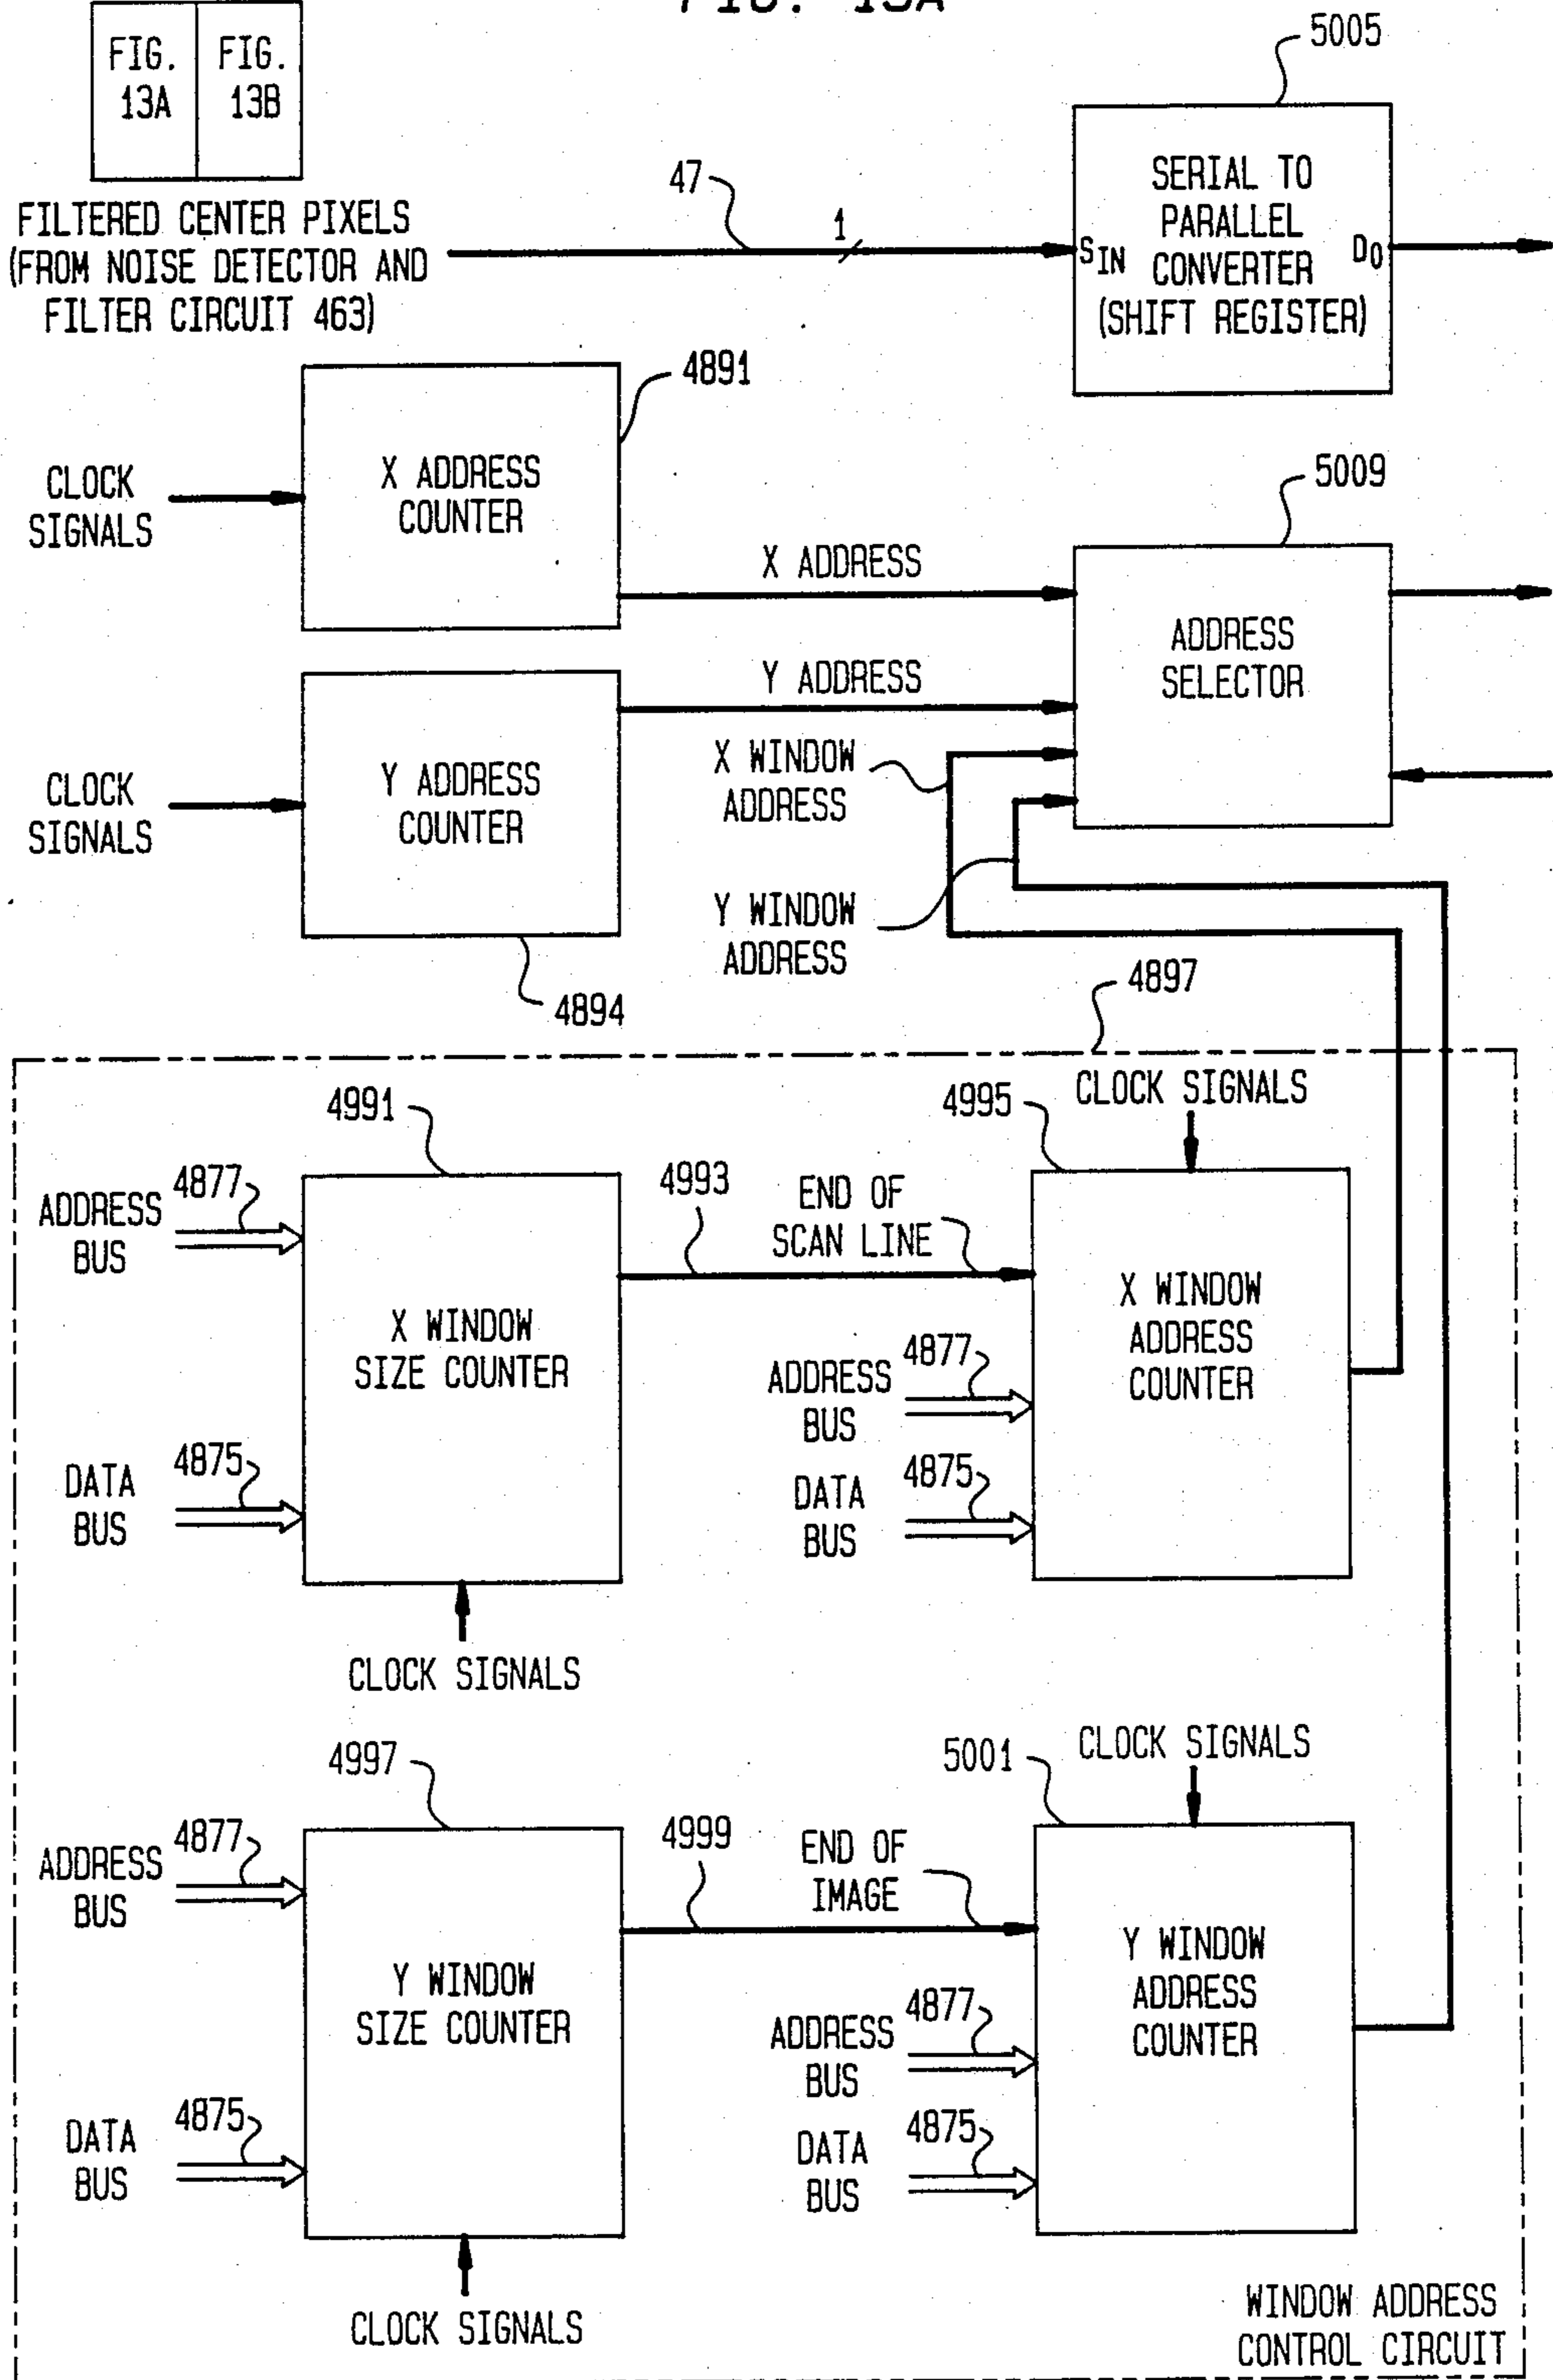 FIG. 13A
FIG. 13A
FIG. 13B
5005
FILTERED CENTER PIXELS
(FROM NOISE DETECTOR AND
FILTER CIRCUIT 463)
47
1
SERIAL TO
PARALLEL
CONVERTER
(SHIFT REGISTER)
SIN
D0
4891
CLOCK
SIGNALS
X ADDRESS
COUNTER
5009
X ADDRESS
ADDRESS
SELECTOR
Y ADDRESS
CLOCK
SIGNALS
Y ADDRESS
COUNTER
X WINDOW
ADDRESS
Y WINDOW
ADDRESS
4894
4897
4991
4995
CLOCK SIGNALS
ADDRESS
BUS
4877
4993
END OF
SCAN LINE
X WINDOW
SIZE COUNTER
X WINDOW
ADDRESS
COUNTER
ADDRESS
BUS
4877
DATA
BUS
4875
DATA
BUS
4875
CLOCK SIGNALS
4997
5001
CLOCK SIGNALS
ADDRESS
BUS
4877
4999
END OF
IMAGE
Y WINDOW
SIZE COUNTER
Y WINDOW
ADDRESS
COUNTER
ADDRESS
BUS
4877
DATA
BUS
4875
DATA
BUS
4875
CLOCK SIGNALS
WINDOW ADDRESS
CONTROL CIRCUIT